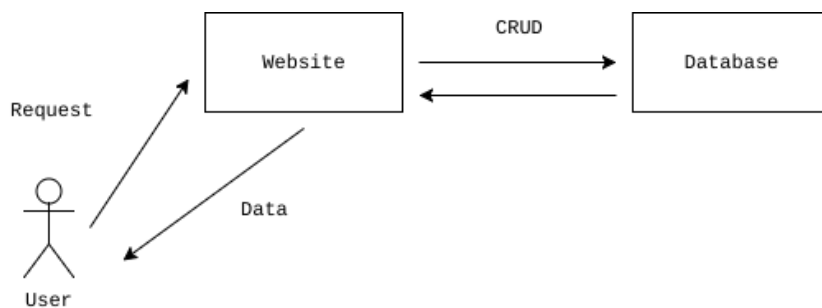 CRUD
Website
Database
Request
Data
User